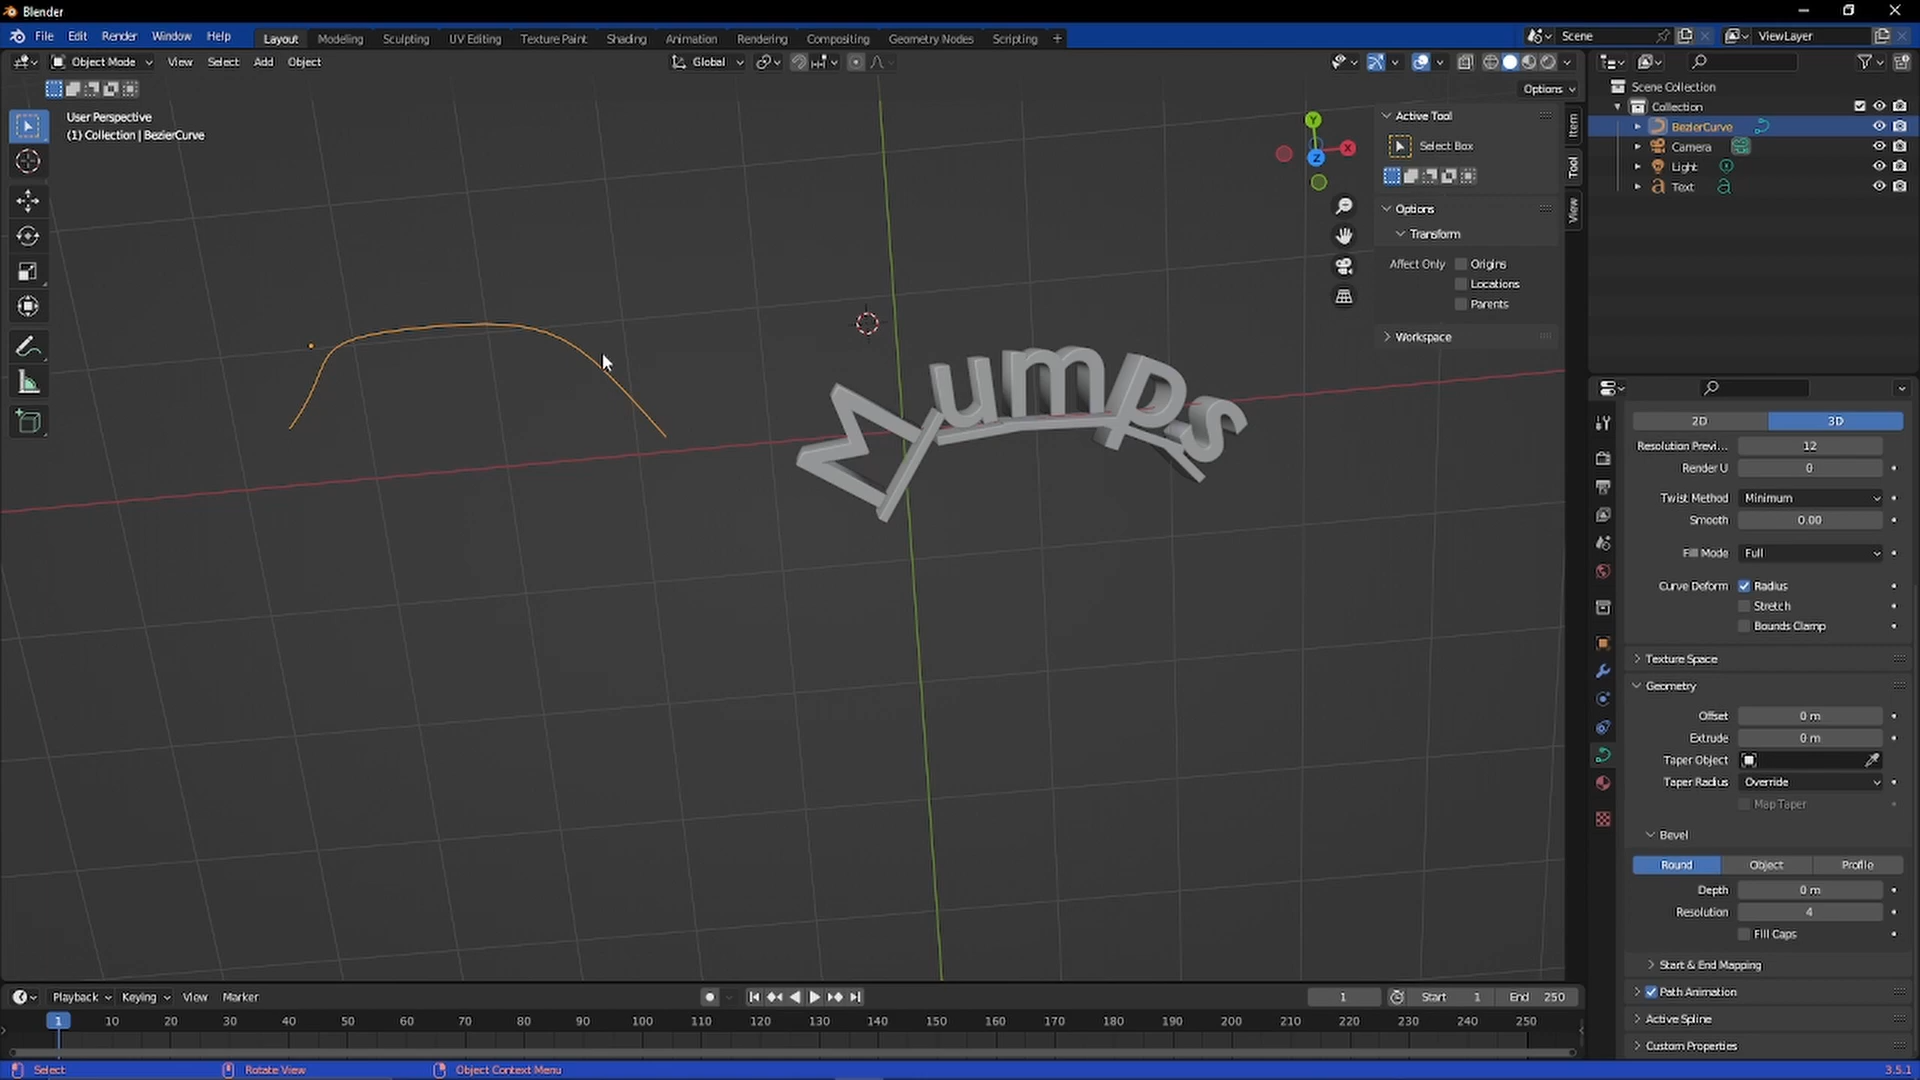 Blender
File Edit Render Window Help Layout Modeling Sculpting UV Editing Texture Paint Shading Animation Rendering Compositing Geometry Nodes Scripting + Scene ViewLayer
Object Mode View Select Add Object Global
Options
User Perspective
(1) Collection | BezierCurve
Y
X
Z
Mumps
Active Tool
Select Box
Options
Transform
Affect Only Origins
Locations
Parents
Workspace
Item
Tool
View
Scene Collection
Collection
BezierCurve
Camera
Light
Text
2D 3D
Resolution Previ... 12
Render U 0
Twist Method Minimum
Smooth 0.00
Fill Mode Full
Curve Deform Radius
Stretch
Bounds Clamp
Texture Space
Geometry
Offset 0 m
Extrude 0 m
Taper Object
Taper Radius Override
Map Taper
Bevel
Round Object Profile
Depth 0 m
Resolution 4
Fill Caps
Start & End Mapping
Path Animation
Active Spline
Custom Properties
Playback Keying View Marker 1 Start 1 End 250
1 10 20 30 40 50 60 70 80 90 100 110 120 130 140 150 160 170 180 190 200 210 220 230 240 250
Select Rotate View Object Context Menu 3.5.1